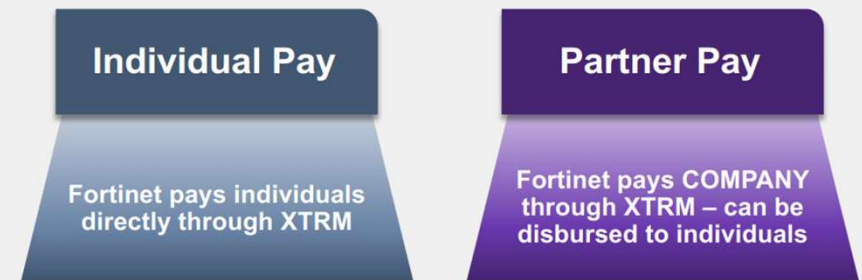 Individual Pay
Fortinet pays individuals
directly through XTRM
Partner Pay
Fortinet pays COMPANY
through XTRM – can be
disbursed to individuals